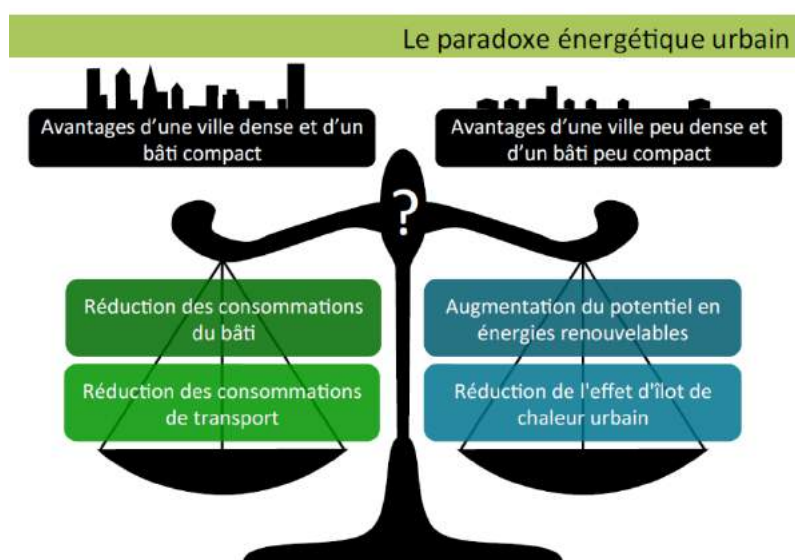 Le paradoxe énergétique urbain
Avantages d'une ville dense et d'un
bâti compact
Avantages d'une ville peu dense et
d'un bâti peu compact
?
Réduction des consommations
du bâti
Réduction des consommations
de transport
Augmentation du potentiel en
énergies renouvelables
Réduction de l'effet d'îlot de
chaleur urbain